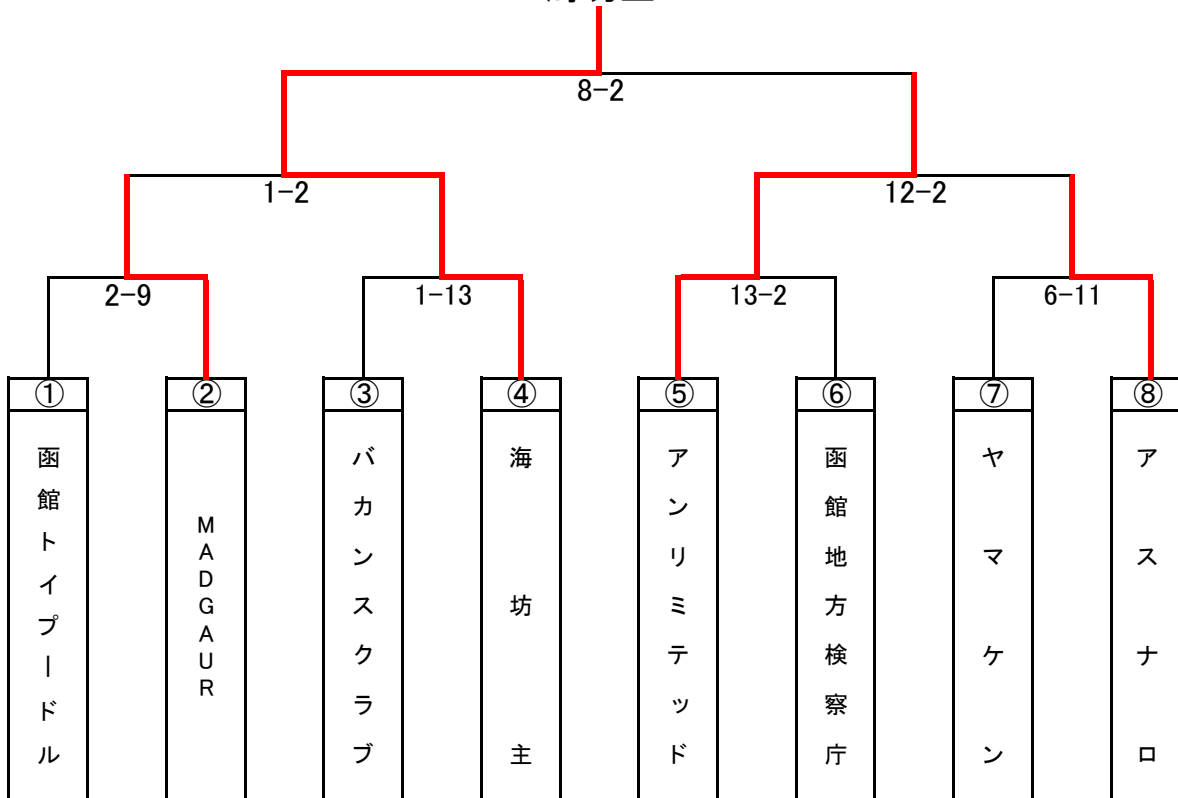 8-2
1-2
12-2
2-9
1-13
13-2
6-11
①
②
③
④
⑤
⑥
⑦
⑧
函館トイプードル
MADGAUR
バカンスクラブ
海坊主
アンリミテッド
函館地方検察庁
ヤマケン
アスナロ